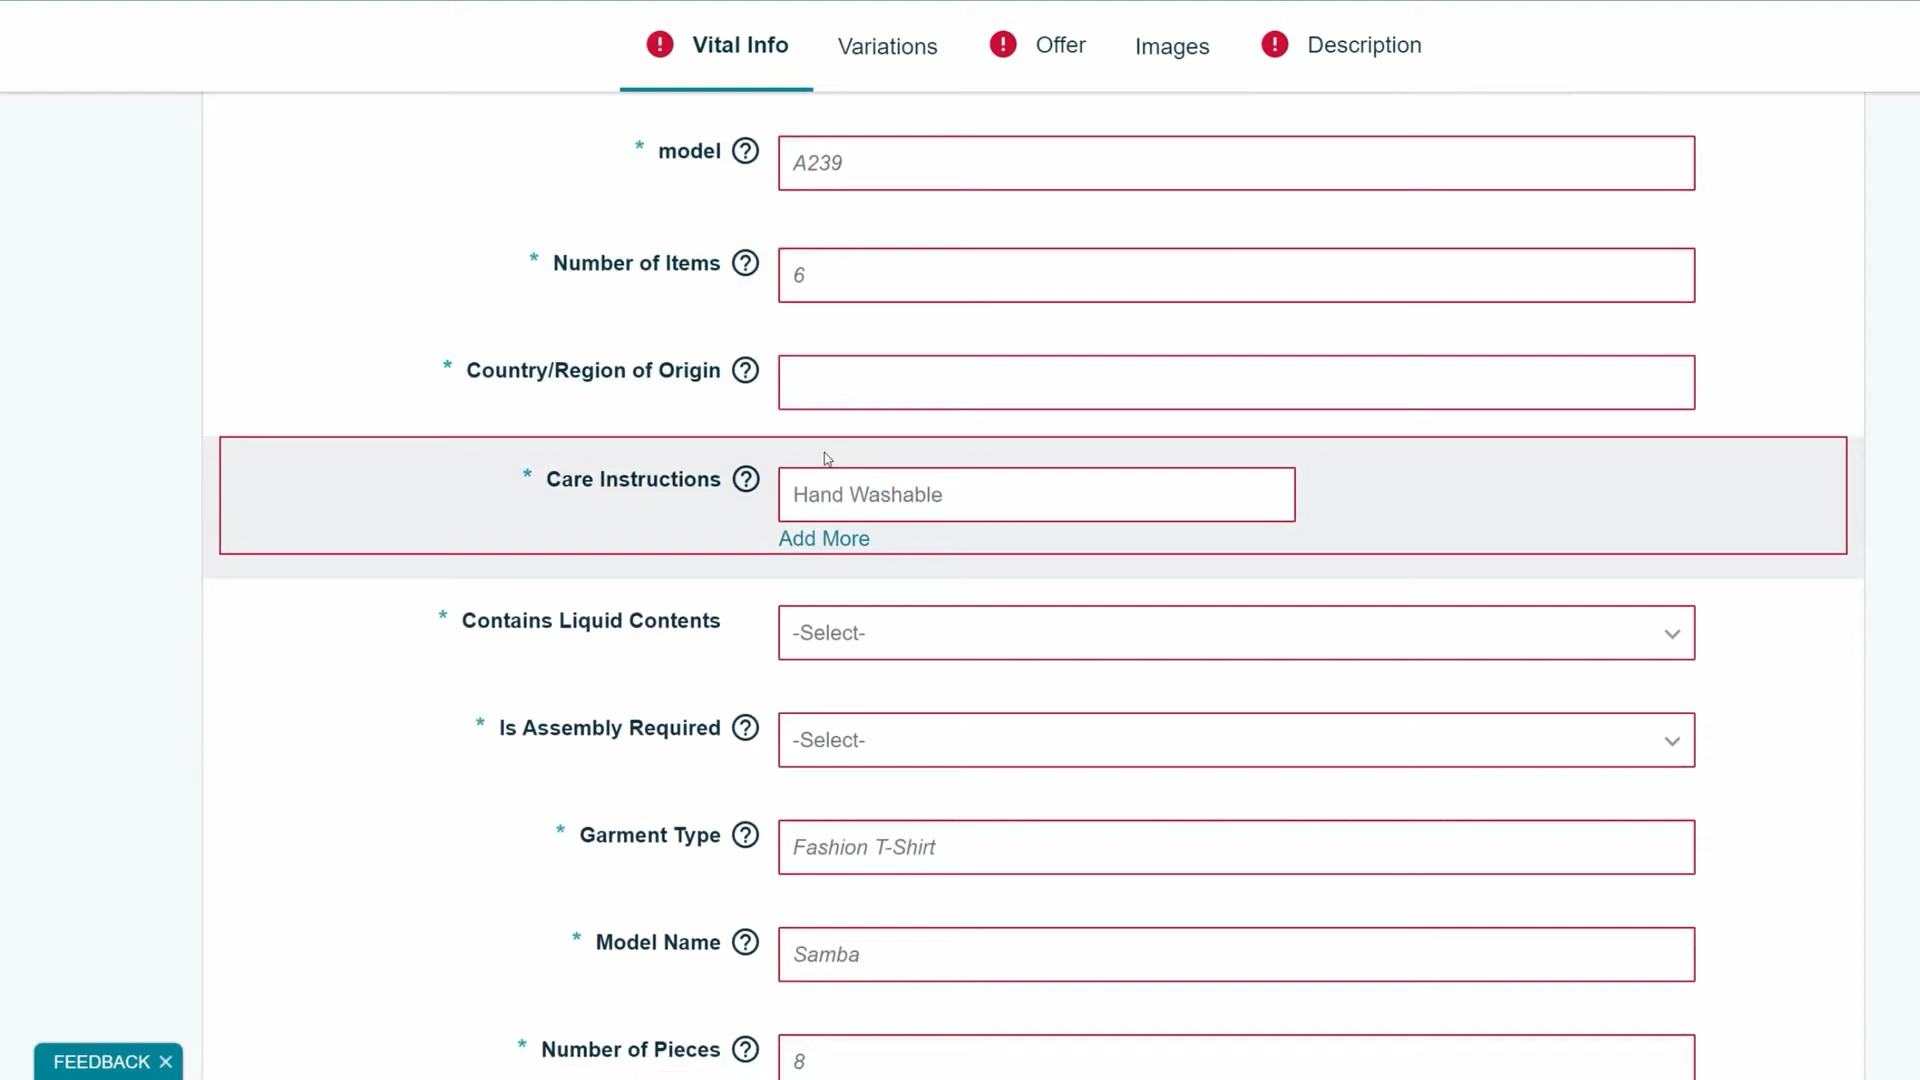 ! Vital Info Variations ! Offer Images ! Description
* model ? A239
* Number of Items ? 6
* Country/Region of Origin ?
* Care Instructions ? Hand Washable
Add More
* Contains Liquid Contents -Select-
* Is Assembly Required ? -Select-
* Garment Type ? Fashion T-Shirt
* Model Name ? Samba
* Number of Pieces ? 8
FEEDBACK ×